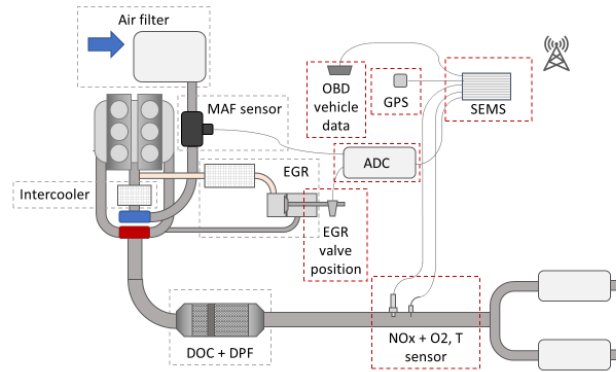 Air filter
MAF sensor
OBD
vehicle
data
GPS
SEMS
ADC
EGR
Intercooler
EGR
valve
position
DOC + DPF
NOx + O2, T
sensor